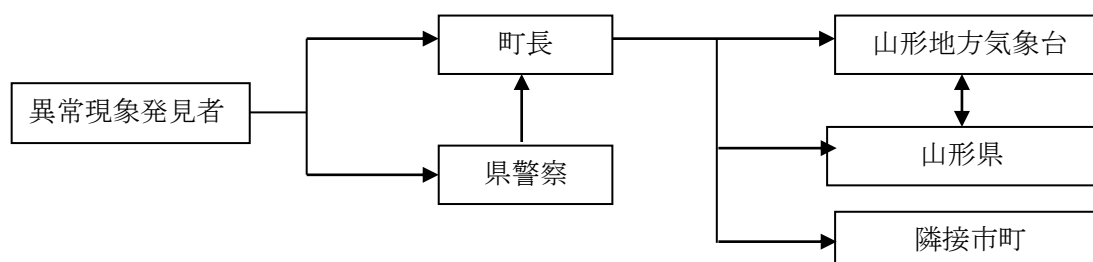 異常現象発見者
町長
県警察
山形地方気象台
山形県
隣接市町